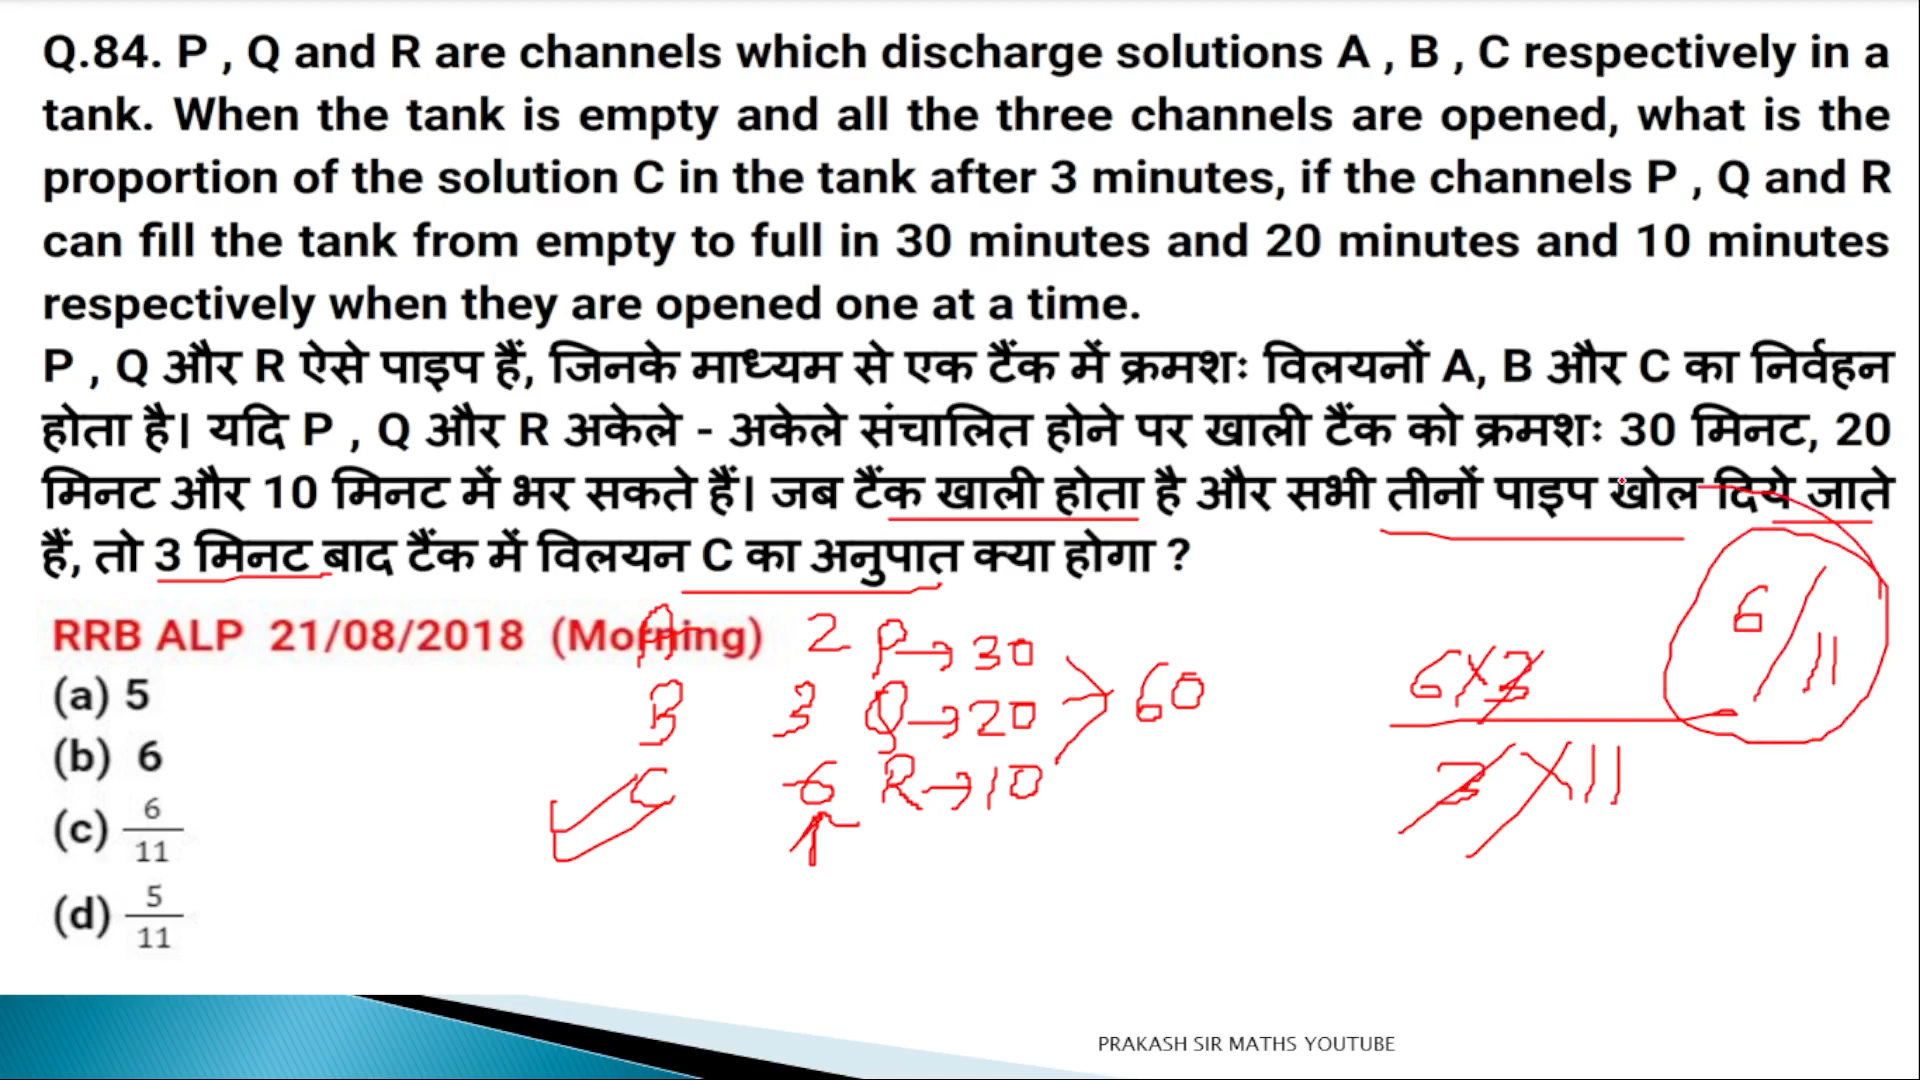 Q.84. P , Q and R are channels which discharge solutions A , B , C respectively in a
tank. When the tank is empty and all the three channels are opened, what is the
proportion of the solution C in the tank after 3 minutes, if the channels P , Q and R
can fill the tank from empty to full in 30 minutes and 20 minutes and 10 minutes
respectively when they are opened one at a time.
P , Q और R ऐसे पाइप हैं, जिनके माध्यम से एक टैंक में क्रमशः विलयनों A, B और C का निर्वहन
होता है। यदि P , Q और R अकेले - अकेले संचालित होने पर खाली टैंक को क्रमशः 30 मिनट, 20
मिनट और 10 मिनट में भर सकते हैं। जब टैंक खाली होता है और सभी तीनों पाइप खोल दिये जाते
हैं, तो 3 मिनट बाद टैंक में विलयन C का अनुपात क्या होगा ?
RRB ALP 21/08/2018 (Morning)
A 2 P→30
B 3 Q→20 60
C 6 R→10
6×3
3×11
6/11
(a) 5
(b) 6
(c) 6/11
(d) 5/11
PRAKASH SIR MATHS YOUTUBE